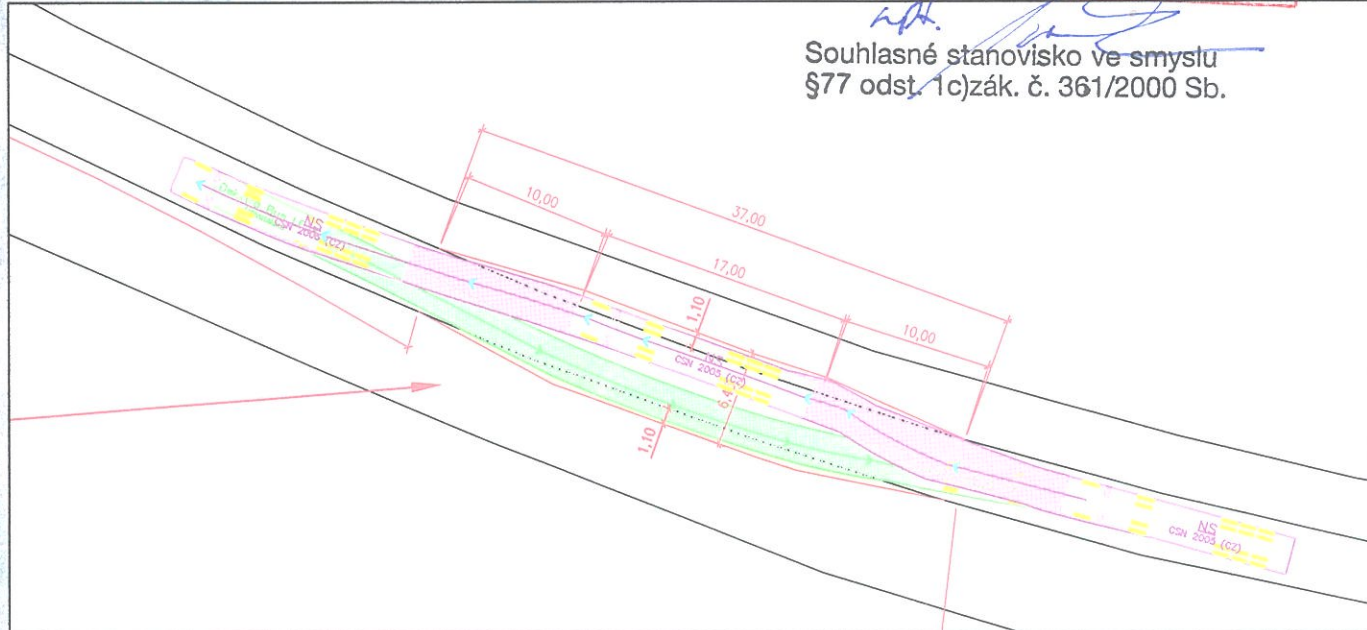 Souhlasné stanovisko ve smyslu
§77 odst. 1c)zák. č. 361/2000 Sb.
37,00
10,00
17,00
10,00
1,10
1,10
NS
CSN 2005 (CZ)
CSN 2005 (CZ)
NS
CSN 2005 (CZ)